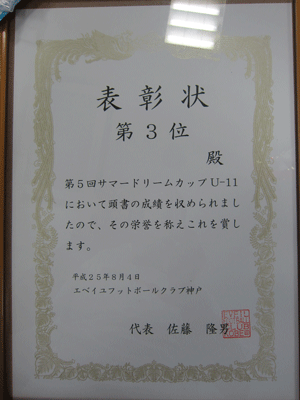 表彰状
第3位
殿
第5回サマードリームカップU-11
において頭書の成績を収められまし
たので、その栄誉を称えこれを賞し
ます。
平成25年8月4日
エベイユフットボールクラブ神戸
代表 佐藤 隆男